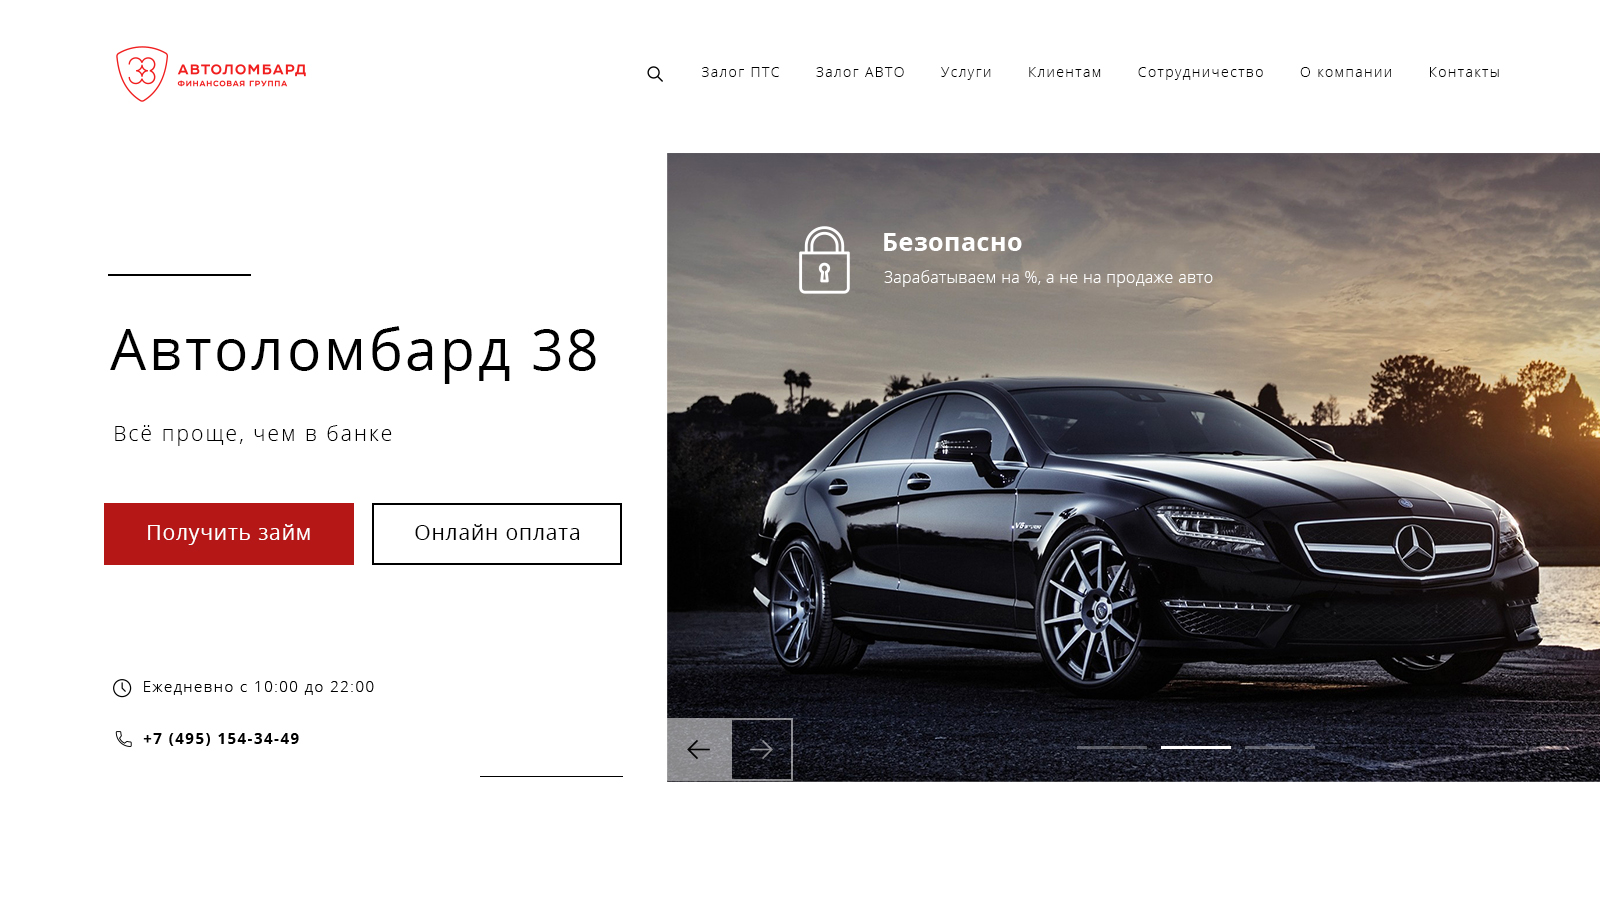 АВТОЛОМБАРД
ФИНАНСОВАЯ ГРУППА
Залог ПТС
Залог АВТО
Услуги
Клиентам
Сотрудничество
О компании
Контакты
Безопасно
Зарабатываем на %, а не на продаже авто
Автоломбард 38
Всё проще, чем в банке
Получить займ
Онлайн оплата
Ежедневно с 10:00 до 22:00
+7 (495) 154-34-49